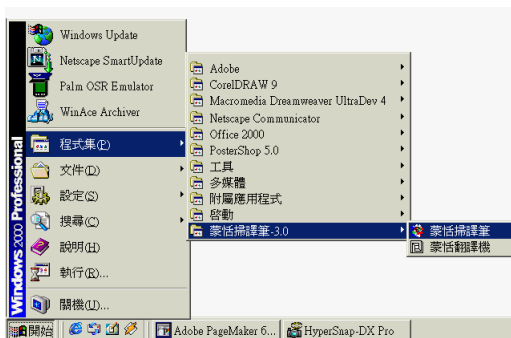 Windows Update
Netscape SmartUpdate
Palm OSR Emulator
WinAce Archiver
程式集(P)
文件(D)
設定(S)
搜尋(C)
說明(H)
執行(R)...
關機(U)...
Windows 2000 Professional
Adobe
CorelDRAW 9
Macromedia Dreamweaver UltraDev 4
Netscape Communicator
Office 2000
PosterShop 5.0
工具
多媒體
附屬應用程式
啟動
蒙恬掃譯筆-3.0
蒙恬掃譯筆
蒙恬翻譯機
開始
Adobe PageMaker 6...
HyperSnap-DX Pro